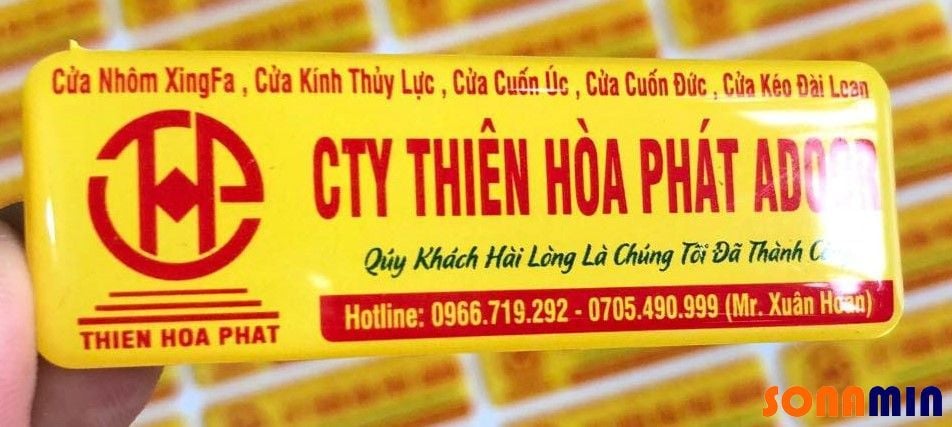 Cửa Nhôm XingFa , Cửa Kính Thủy Lực , Cửa Cuốn Úc , Cửa Cuốn Đức , Cửa Kéo Đài Loan
CTY THIÊN HÒA PHÁT ADOOR
Qúy Khách Hài Lòng Là Chúng Tôi Đã Thành
Hotline: 0966.719.292 - 0705.490.999 (Mr. Xuân Hoan)
THIEN HOA PHAT
SONAMIN